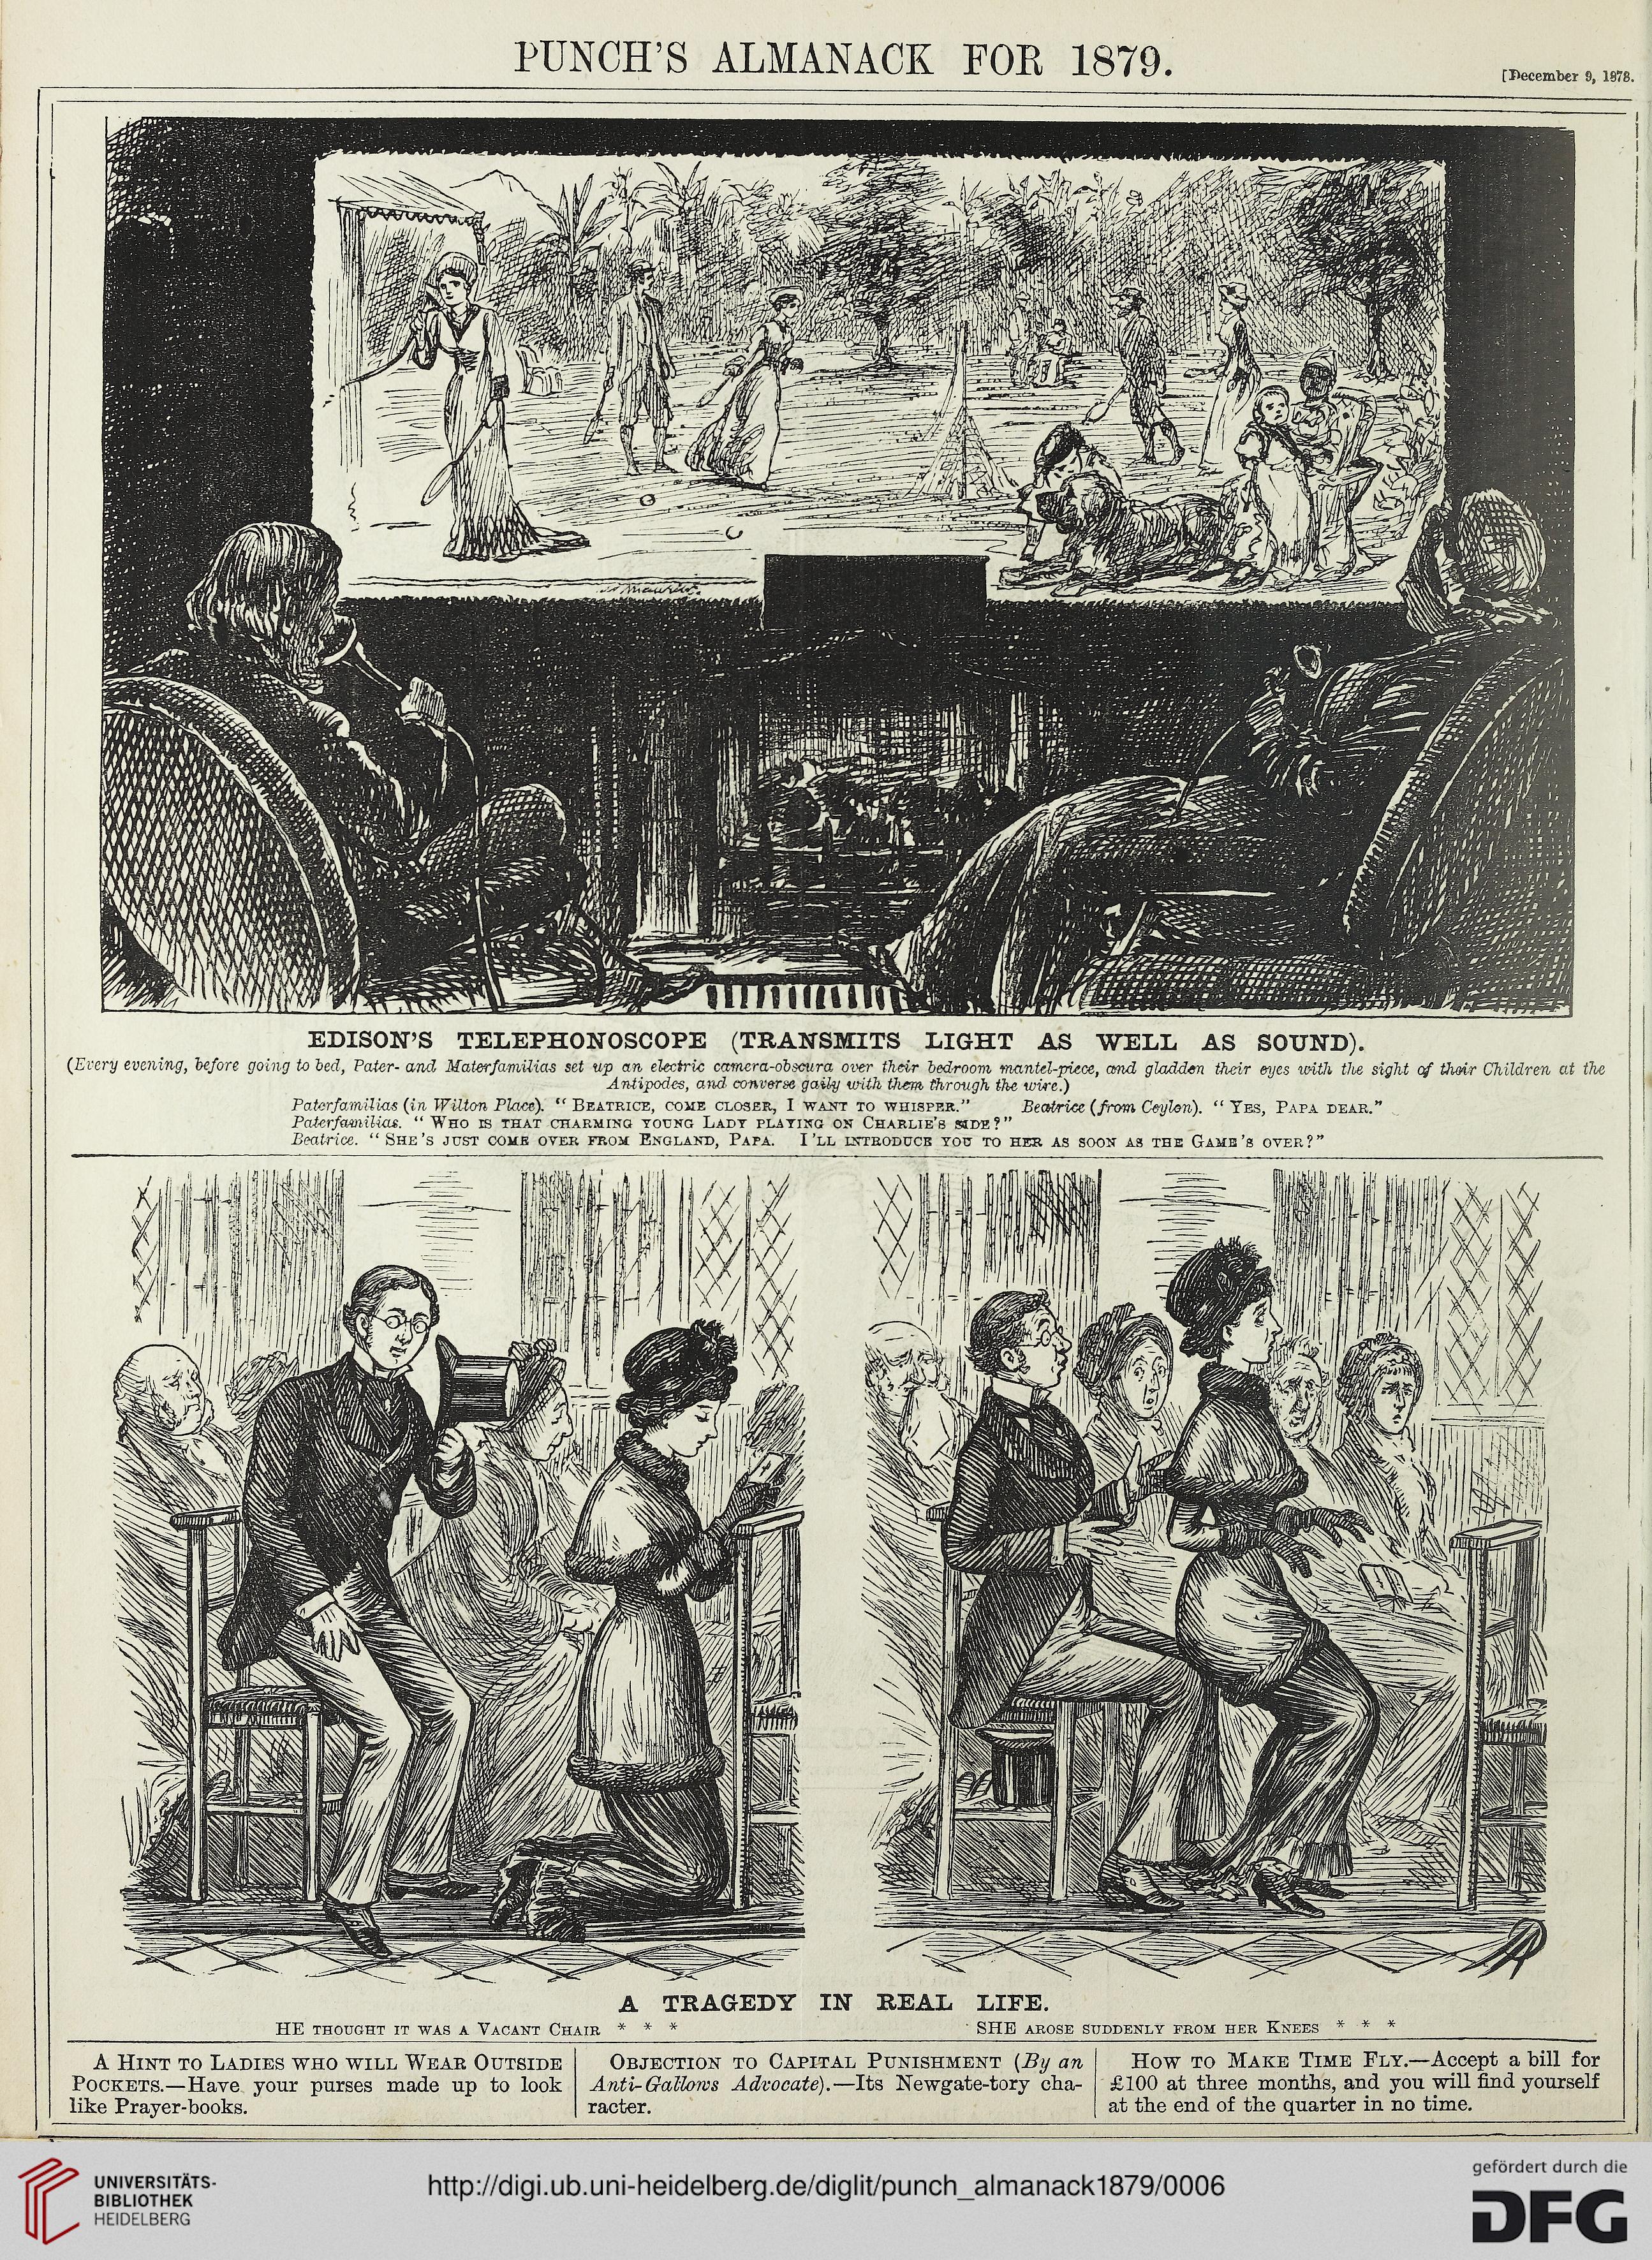 PUNCH'S ALMANACK FOR 1879.
[December 9, 1878.
EDISON'S TELEPHONOSCOPE (TRANSMITS LIGHT AS WELL AS SOUND).
(Every evening, before going to bed, Pater- and Materfamilias set up an electric camera-obscura over their bedroom mantel-piece, and gladden their eyes with the sight of their Children at the
Antipodes, and converse gaily with them through the wire.)
Paterfamilias (in Wilton Place). "BEATRICE, COME CLOSER, I WANT TO WHISPER." Beatrice (from Ceylon). "YES, PAPA DEAR."
Paterfamilias. "WHO IS THAT CHARMING YOUNG LADY PLAYING ON CHARLIE'S SIDE?"
Beatrice. "SHE'S JUST COME OVER FROM ENGLAND, PAPA. I'LL INTRODUCE YOU TO HER AS SOON AS THE GAME'S OVER?"
A TRAGEDY IN REAL LIFE.
HE THOUGHT IT WAS A VACANT CHAIR * * *
SHE AROSE SUDDENLY FROM HER KNEES * * *
A HINT TO LADIES WHO WILL WEAR OUTSIDE
POCKETS.—Have your purses made up to look
like Prayer-books.
OBJECTION TO CAPITAL PUNISHMENT (By an
Anti-Gallows Advocate).—Its Newgate-tory cha-
racter.
HOW TO MAKE TIME FLY.—Accept a bill for
£100 at three months, and you will find yourself
at the end of the quarter in no time.
UNIVERSITÄTS-
BIBLIOTHEK
HEIDELBERG
http://digi.ub.uni-heidelberg.de/diglit/punch_almanack1879/0006
gefördert durch die
DFG